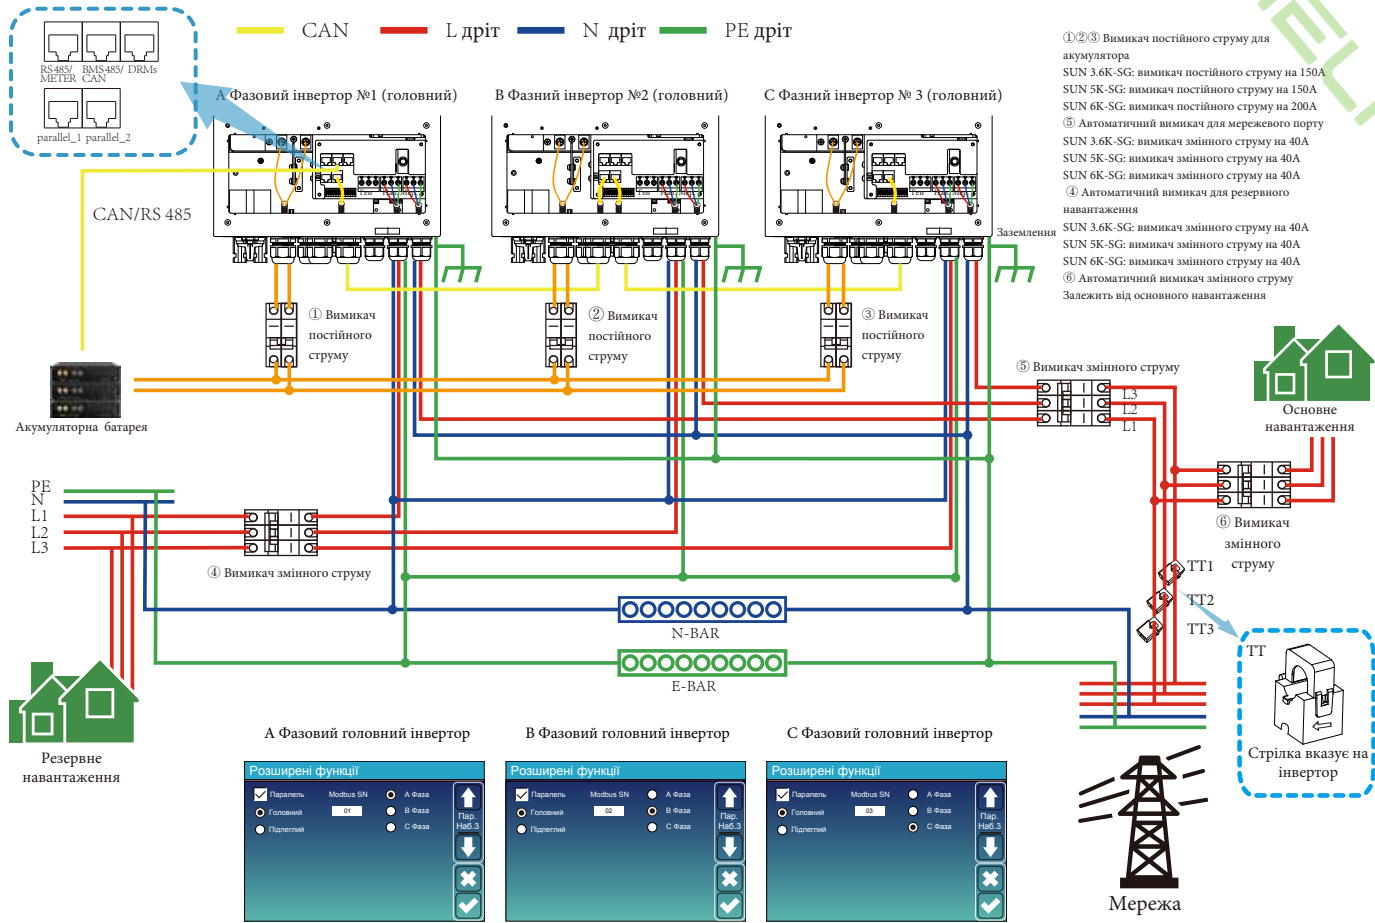 CAN
L дріт
N дріт
PE дріт
RS 485/
METER
BMS 485/
CAN
DRMs
parallel_1
parallel_2
А Фазовий інвертор №1 (головний)
В Фазний інвертор №2 (головний)
С Фазний інвертор № 3 (головний)
①②③ Вимикач постійного струму для
акумулятора
SUN 3.6K-SG: вимикач постійного струму на 150A
SUN 5K-SG: вимикач постійного струму на 150A
SUN 6K-SG: вимикач постійного струму на 200A
⑤ Автоматичний вимикач для мережевого порту
SUN 3.6K-SG: вимикач змінного струму на 40A
SUN 5K-SG: вимикач змінного струму на 40A
SUN 6K-SG: вимикач змінного струму на 40A
④ Автоматичний вимикач для резервного
навантаження
SUN 3.6K-SG: вимикач змінного струму на 40A
SUN 5K-SG: вимикач змінного струму на 40A
SUN 6K-SG: вимикач змінного струму на 40A
⑥ Автоматичний вимикач змінного струму
Залежить від основного навантаження
CAN/RS 485
Заземлення
① Вимикач
постійного
струму
② Вимикач
постійного
струму
③ Вимикач
постійного
струму
Акумуляторна батарея
⑤ Вимикач змінного струму
L3
L2
L1
Основне
навантаження
PE
N
L1
L2
L3
④ Вимикач змінного струму
⑥ Вимикач
змінного
струму
TT1
TT2
TT3
N-BAR
E-BAR
TT
Стрілка вказує на
інвертор
Резервне
навантаження
А Фазовий головний інвертор
В Фазовий головний інвертор
С Фазовий головний інвертор
Розширені функції
Паралель
Modbus SN
А Фаза
Головний
01
В Фаза
Підлеглий
С Фаза
Пар.
Наб.3
Розширені функції
Паралель
Modbus SN
А Фаза
Головний
02
В Фаза
Підлеглий
С Фаза
Пар.
Наб.3
Розширені функції
Паралель
Modbus SN
А Фаза
Головний
03
В Фаза
Підлеглий
С Фаза
Пар.
Наб.3
Мережа